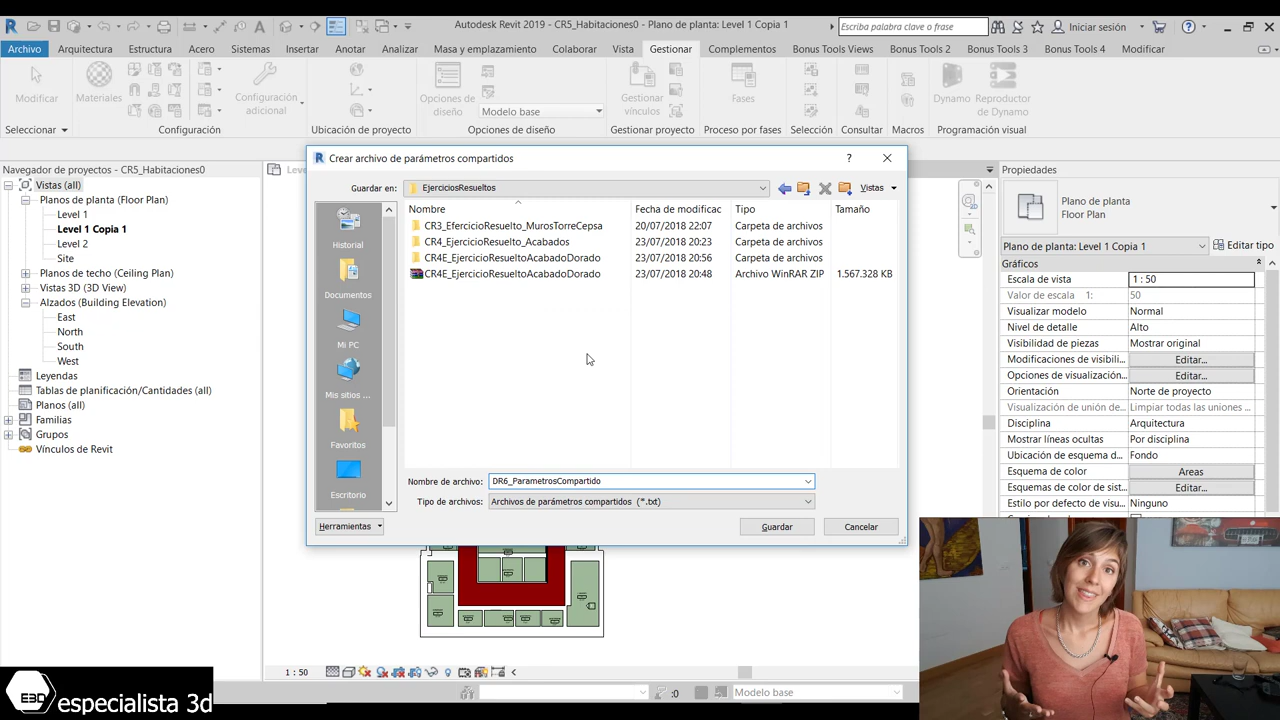 Autodesk Revit 2019 - CR5_Habitaciones0 - Plano de planta: Level 1 Copia 1
Escriba palabra clave o frase
Iniciar sesión
Archivo Arquitectura Estructura Acero Sistemas Insertar Anotar Analizar Masa y emplazamiento Colaborar Vista Gestionar Complementos Bonus Tools Views Bonus Tools 2 Bonus Tools 3 Bonus Tools 4 Modificar
Modificar
Materiales
Configuración
adicional
Opciones de
diseño
Modelo base
Gestionar
vínculos
Fases
Dynamo
Reproductor
de Dynamo
Seleccionar Configuración Ubicación de proyecto Opciones de diseño Gestionar proyecto Proceso por fases Selección Consultar Macros Programación visual
Navegador de proyectos - CR5_Habitaciones0
Vistas (all)
Planos de planta (Floor Plan)
Level 1
Level 1 Copia 1
Level 2
Site
Planos de techo (Ceiling Plan)
Vistas 3D (3D View)
Alzados (Building Elevation)
East
North
South
West
Leyendas
Tablas de planificación/Cantidades (all)
Planos (all)
Familias
Grupos
Vínculos de Revit
Crear archivo de parámetros compartidos
Guardar en: EjerciciosResueltos
Vistas
Nombre Fecha de modificac Tipo Tamaño
CR3_EfercicioResuelto_MurosTorreCepsa 20/07/2018 22:07 Carpeta de archivos
CR4_EjercicioResuelto_Acabados 23/07/2018 20:23 Carpeta de archivos
CR4E_EjercicioResueltoAcabadoDorado 23/07/2018 20:56 Carpeta de archivos
CR4E_EjercicioResueltoAcabadoDorado 23/07/2018 20:48 Archivo WinRAR ZIP 1.567.328 KB
Historial
Documentos
Mi PC
Mis sitios ...
Favoritos
Escritorio
Nombre de archivo: DR6_ParametrosCompartido
Tipo de archivos: Archivos de parámetros compartidos (*.txt)
Herramientas
Guardar
Cancelar
Propiedades
Plano de planta
Floor Plan
Plano de planta: Level 1 Copia 1
Editar tipo
Gráficos
Escala de vista 1 : 50
Valor de escala 1: 50
Visualizar modelo Normal
Nivel de detalle Alto
Visibilidad de piezas Mostrar original
Modificaciones de visibili... Editar...
Opciones de visualización... Editar...
Orientación Norte de proyecto
Visualización de unión de... Limpiar todas las uniones ...
Disciplina Arquitectura
Mostrar líneas ocultas Por disciplina
Ubicación de esquema d... Fondo
Esquema de color Areas
Esquemas de color de sis... Editar...
Estilo por defecto de visu... Ninguno
1 : 50
:0
Modelo base
E3D
especialista 3d